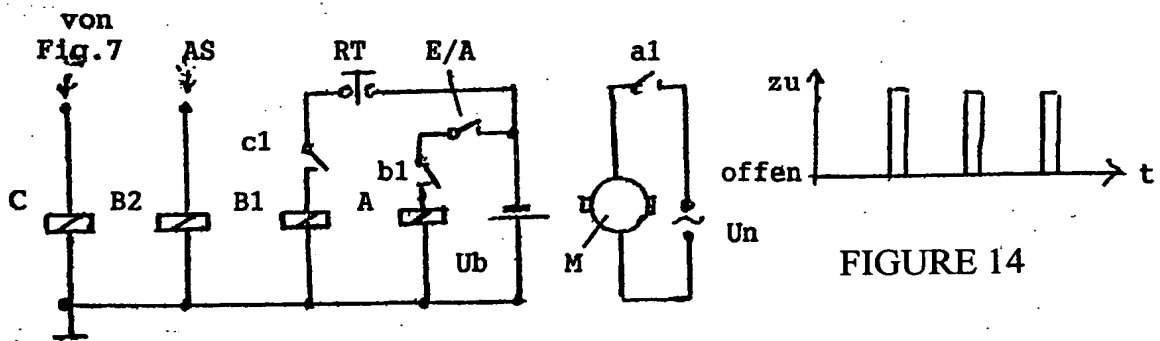 von
Fig.7 AS RT E/A a1
zu
c1
b1
offen t
C B2 B1 A
Un
Ub M
FIGURE 14